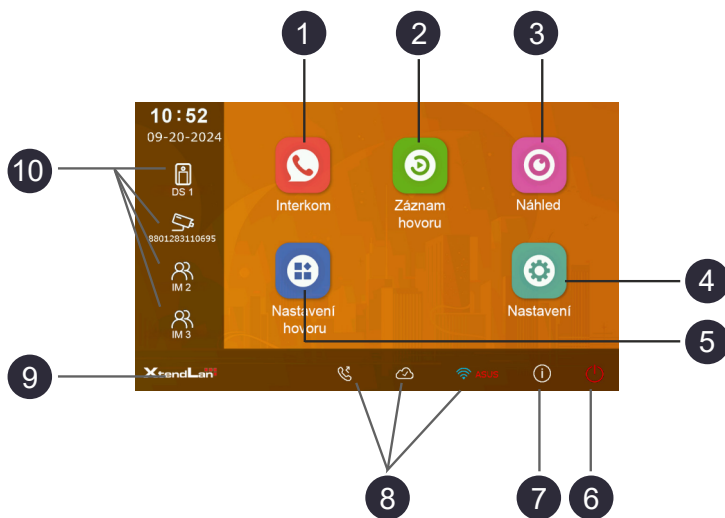 1
2
3
10:52
09-20-2024
10
DS 1
Interkom
Záznam
hovoru
Náhled
8801283110695
4
IM 2
Nastavení
hovoru
Nastavení
5
IM 3
9
XtendLan
ASUS
8
7
6